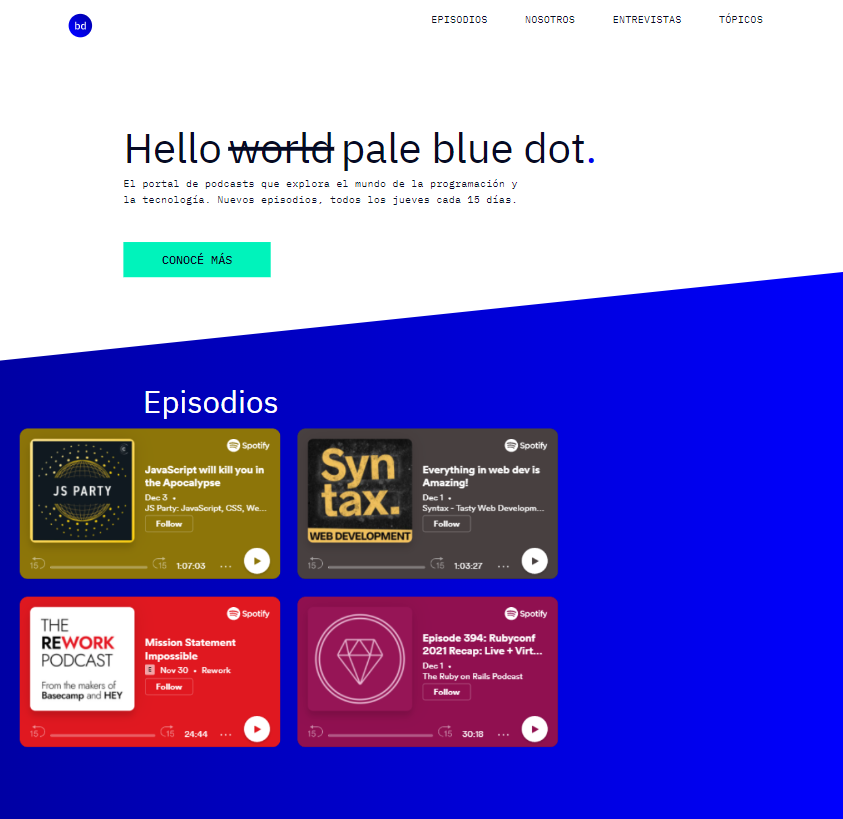 bd
EPISODIOS NOSOTROS ENTREVISTAS TÓPICOS
Hello world pale blue dot.
El portal de podcasts que explora el mundo de la programación y
la tecnología. Nuevos episodios, todos los jueves cada 15 días.
CONOCÉ MÁS
Episodios
Spotify
JS PARTY
JavaScript will kill you in
the Apocalypse
Dec 3 •
JS Party: JavaScript, CSS, We...
Follow
15 15 1:07:03 ...
Spotify
Syn
tax.
WEB DEVELOPMENT
Everything in web dev is
Amazing!
Dec 1 •
Syntax - Tasty Web Developm...
Follow
15 15 1:03:27 ...
Spotify
THE
REWORK
PODCAST
From the makers of
Basecamp and HEY
Mission Statement
Impossible
E Nov 30 • Rework
Follow
15 15 24:44 ...
Spotify
Episode 394: Rubyconf
2021 Recap: Live + Virt...
Dec 1 •
The Ruby on Rails Podcast
Follow
15 15 30:18 ...